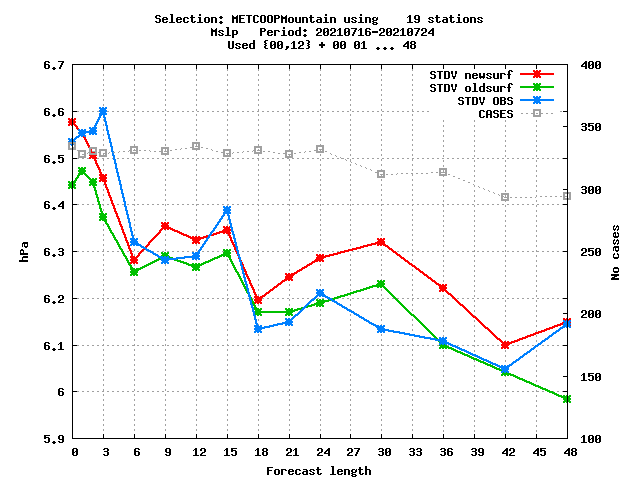 Selection: METCOOPMountain using    19 stations
Mslp   Period: 20210716-20210724
Used {00,12} + 00 01 ... 48
6.7
6.6
6.5
6.4
6.3
6.2
6.1
6
5.9
hPa
400
350
300
250
200
150
100
No cases
STDV newsurf
STDV oldsurf
STDV OBS
CASES
0 3 6 9 12 15 18 21 24 27 30 33 36 39 42 45 48
Forecast length